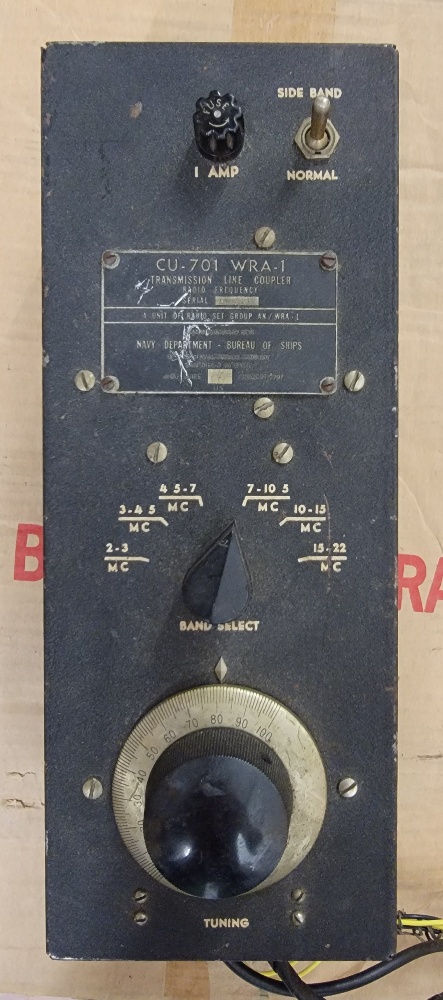 SIDE BAND
FUSE
1 AMP
NORMAL
CU-701 WRA-1
TRANSMISSION LINE COUPLER
RADIO FREQUENCY
SERIAL
A UNIT OF RADIO SET GROUP AN/WRA-1
NAVY DEPARTMENT - BUREAU OF SHIPS
4 5-7
MC
7-10 5
MC
3-4 5
MC
10-15
MC
2-3
MC
15-22
MC
BAND SELECT
30 40 50 60 70 80 90 100
TUNING
B
RA